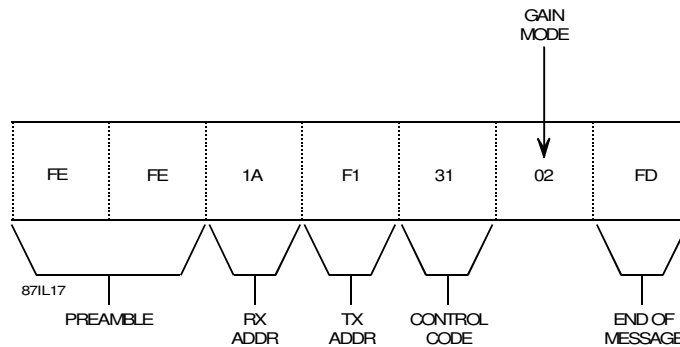 GAIN
MODE
FE FE 1A F1 31 02 FD
87IL17
PREAMBLE
RX
ADDR
TX
ADDR
CONTROL
CODE
END OF
MESSAGE